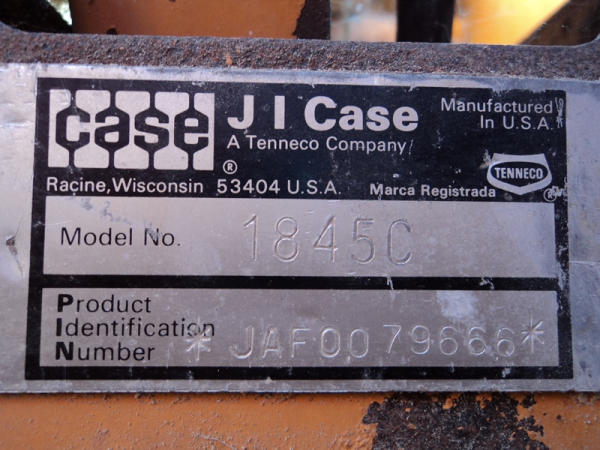 case
J I Case
A Tenneco Company
Manufactured
In U.S.A.
®
Racine, Wisconsin 53404 U.S.A.
Marca Registrada
TENNECO
®
Model No. 1845C
Product
Identification
Number
*JAF0079666*